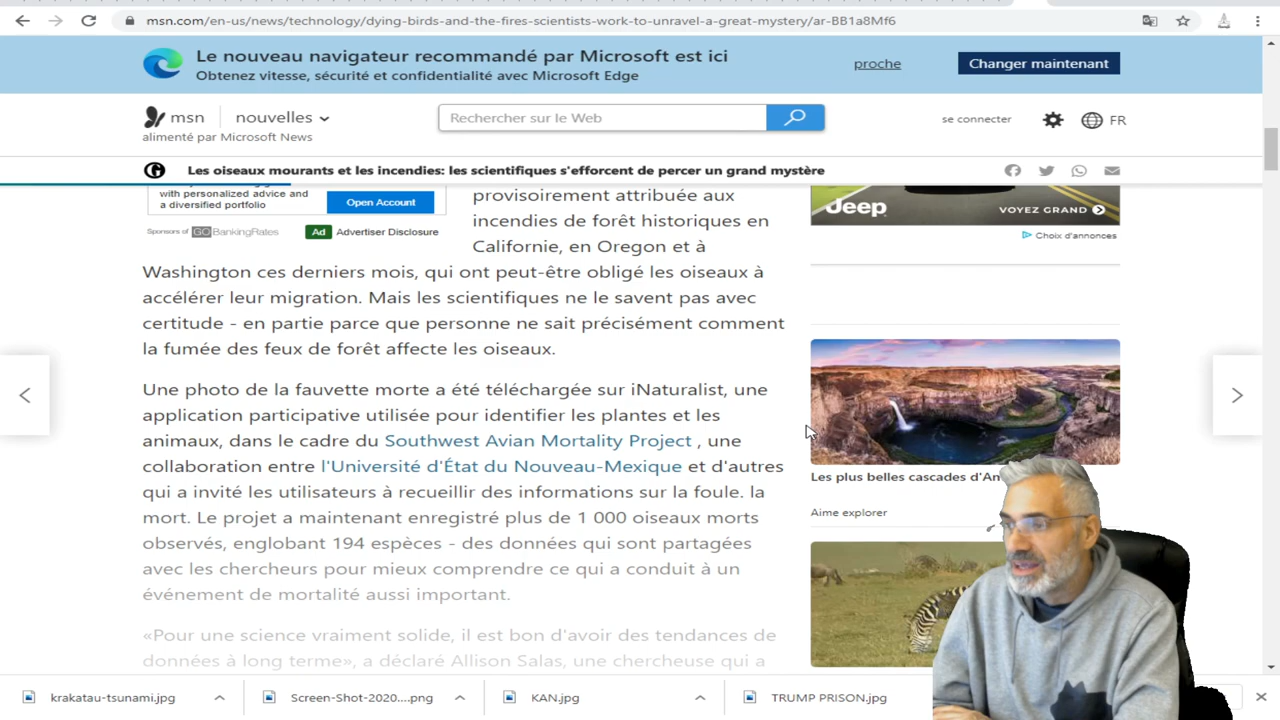 msn.com/en-us/news/technology/dying-birds-and-the-fires-scientists-work-to-unravel-a-great-mystery/ar-BB1a8Mf6
Le nouveau navigateur recommandé par Microsoft est ici
Obtenez vitesse, sécurité et confidentialité avec Microsoft Edge
proche
Changer maintenant
msn
nouvelles
alimenté par Microsoft News
Rechercher sur le Web
se connecter
FR
Les oiseaux mourants et les incendies: les scientifiques s'efforcent de percer un grand mystère
with personalized advice and
a diversified portfolio
Open Account
Sponsors of GOBankingRates
Ad Advertiser Disclosure
provisoirement attribuée aux
incendies de forêt historiques en
Californie, en Oregon et à
Washington ces derniers mois, qui ont peut-être obligé les oiseaux à
accélérer leur migration. Mais les scientifiques ne le savent pas avec
certitude - en partie parce que personne ne sait précisément comment
la fumée des feux de forêt affecte les oiseaux.
Une photo de la fauvette morte a été téléchargée sur iNaturalist, une
application participative utilisée pour identifier les plantes et les
animaux, dans le cadre du Southwest Avian Mortality Project , une
collaboration entre l'Université d'État du Nouveau-Mexique et d'autres
qui a invité les utilisateurs à recueillir des informations sur la foule. la
mort. Le projet a maintenant enregistré plus de 1 000 oiseaux morts
observés, englobant 194 espèces - des données qui sont partagées
avec les chercheurs pour mieux comprendre ce qui a conduit à un
événement de mortalité aussi important.
«Pour une science vraiment solide, il est bon d'avoir des tendances de
données à long terme», a déclaré Allison Salas, une chercheuse qui a
Jeep
VOYEZ GRAND
Choix d'annonces
Les plus belles cascades d'Am
Aime explorer
krakatau-tsunami.jpg
Screen-Shot-2020....png
KAN.jpg
TRUMP PRISON.jpg